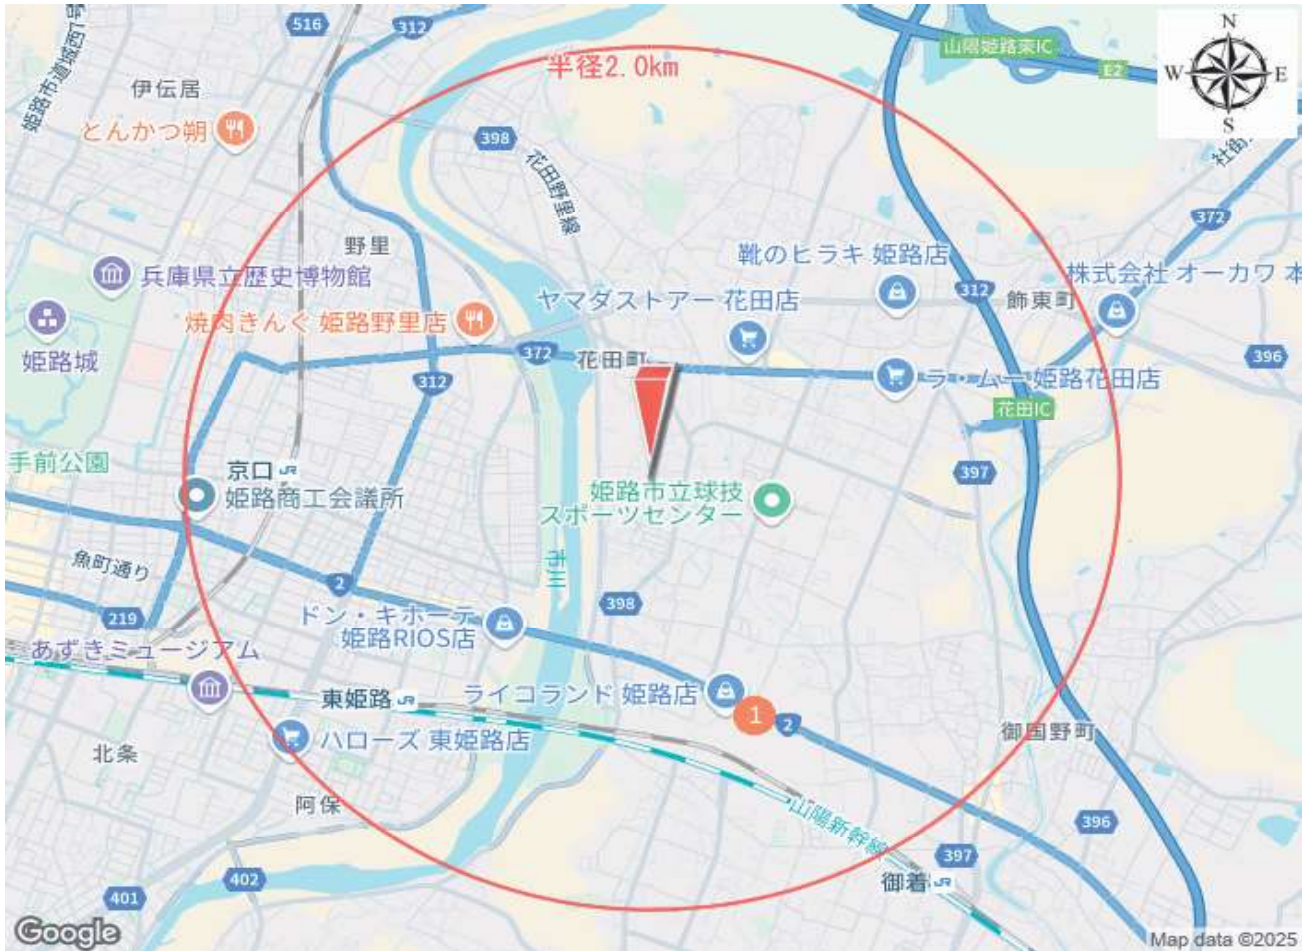 516
312
山陽姫路東IC
E2
N
W
E
S
半径2.0km
伊伝居
とんかつ朔
姫路市道城西1号
398
花田野里線
社街
372
野里
靴のヒラキ 姫路店
兵庫県立歴史博物館
株式会社 オーカワ 本
312
飾東町
ヤマダストアー 花田店
焼肉きんぐ 姫路野里店
姫路城
372
花田町
396
312
ラ・ムー 姫路花田店
花田IC
手前公園
京口
姫路商工会議所
397
姫路市立球技
スポーツセンター
魚町通り
2
市川
219
398
ドン・キホーテ
姫路RIOS店
あずきミュージアム
東姫路
ライコランド 姫路店
1
2
御国野町
ハローズ 東姫路店
北条
阿保
山陽新幹線
396
397
402
御着
401
Google
Map data ©2025